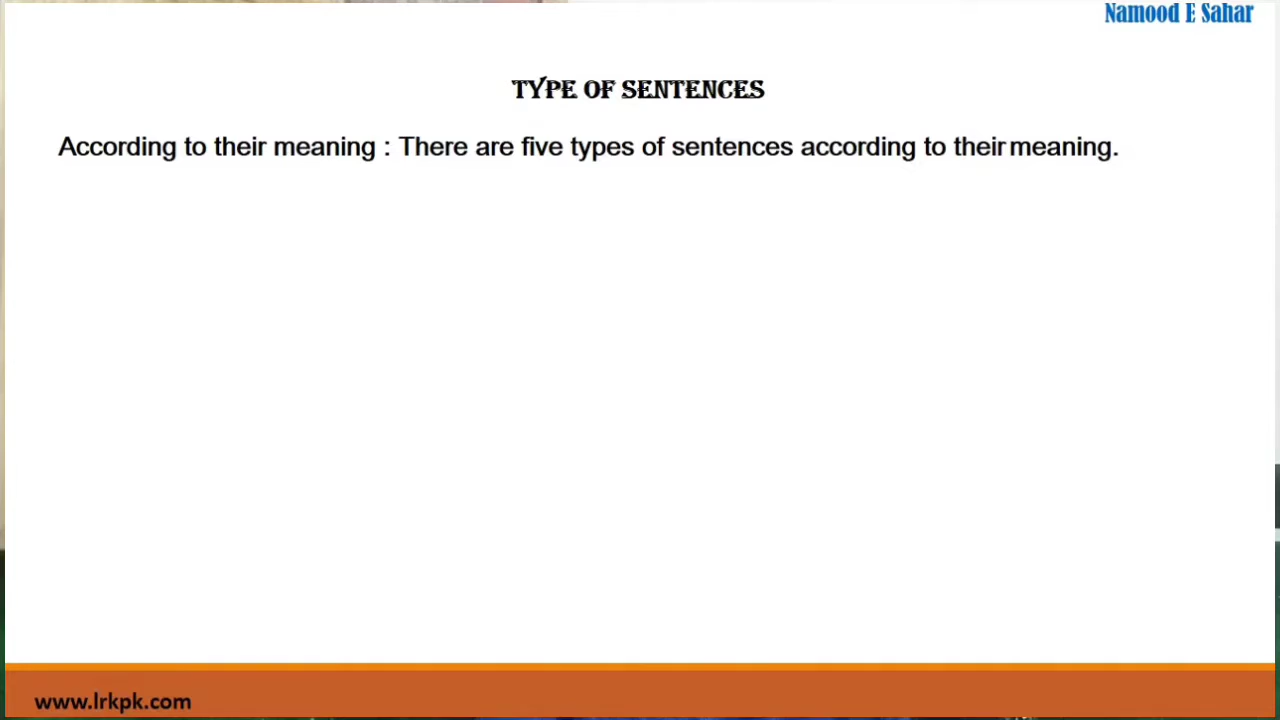 Namood E Sahar
TYPE OF SENTENCES
According to their meaning : There are five types of sentences according to their meaning.
www.lrkpk.com